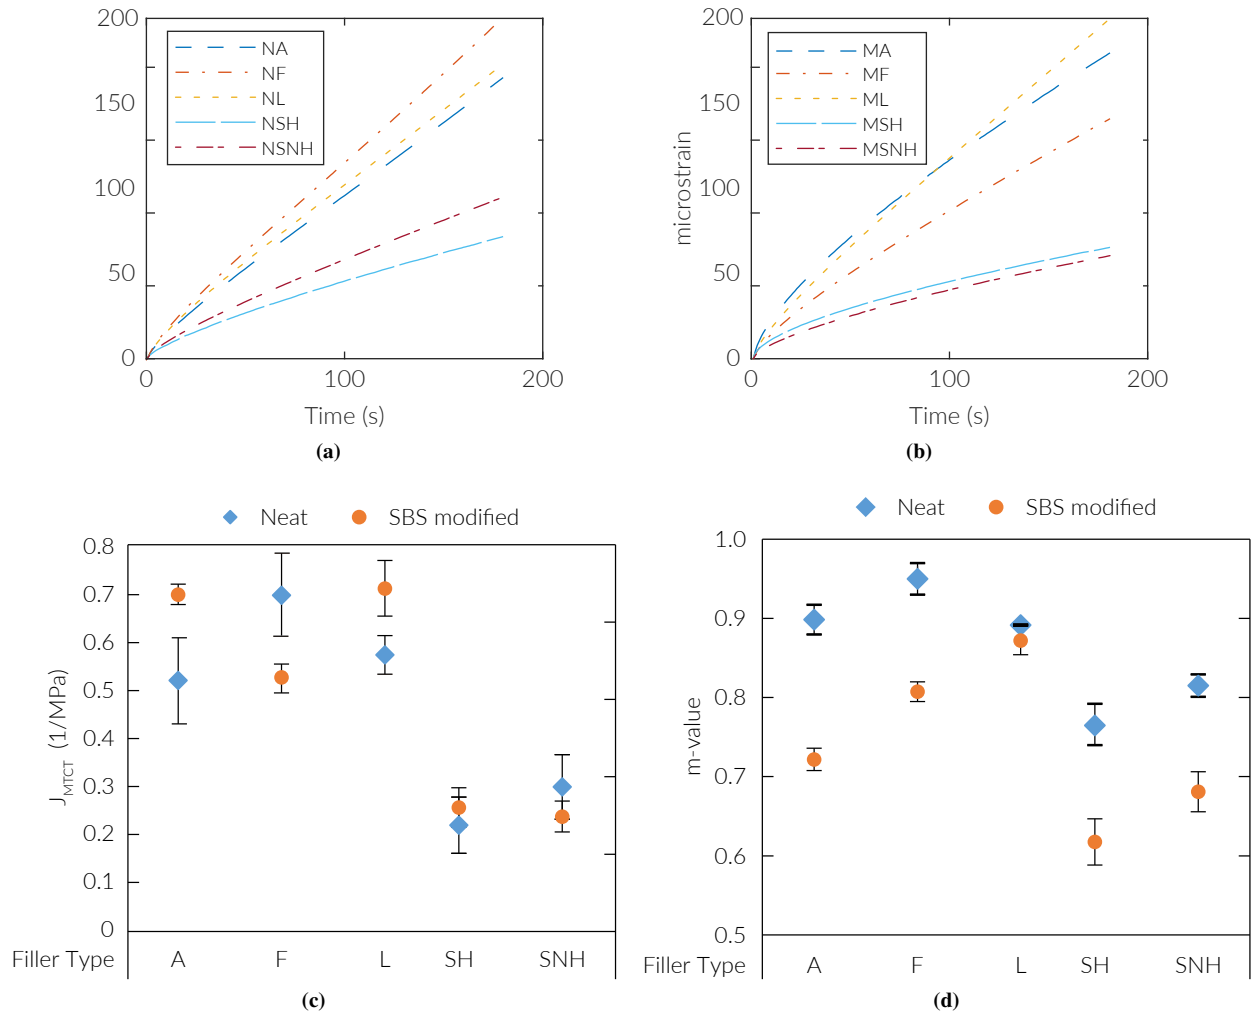 200
150
100
50
0
NA
NF
NL
NSH
NSNH
0 100 200
Time (s)
(a)
microstrain
200
150
100
50
0
MA
MF
ML
MSH
MSNH
0 100 200
Time (s)
(b)
Neat SBS modified
J_MTCT (1/MPa)
0.8
0.7
0.6
0.5
0.4
0.3
0.2
0.1
0
Filler Type A F L SH SNH
(c)
Neat SBS modified
m-value
1.0
0.9
0.8
0.7
0.6
0.5
Filler Type A F L SH SNH
(d)